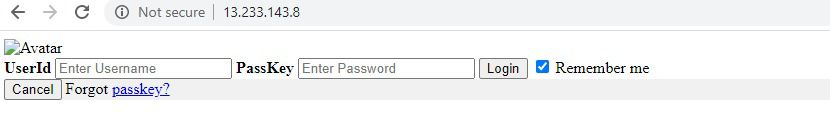 Not secure | 13.233.143.8
Avatar
UserId Enter Username PassKey Enter Password Login Remember me
Cancel Forgot passkey?